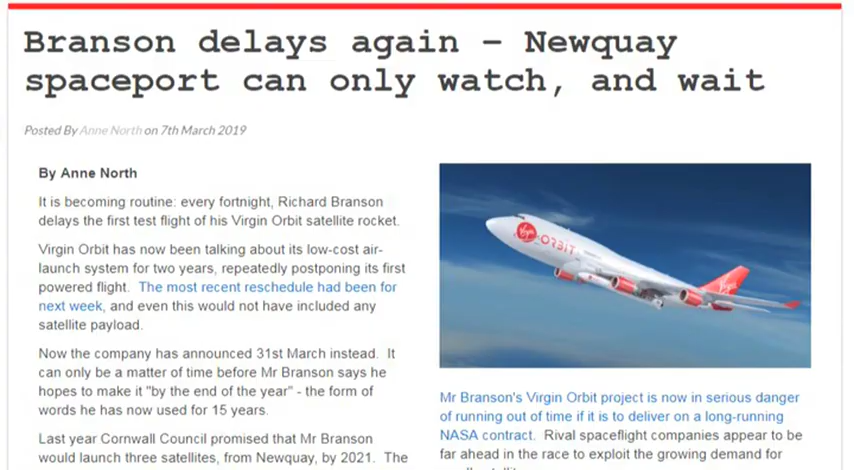 Branson delays again – Newquay
spaceport can only watch, and wait
Posted By Anne North on 7th March 2019
By Anne North
It is becoming routine: every fortnight, Richard Branson
delays the first test flight of his Virgin Orbit satellite rocket.
Virgin Orbit has now been talking about its low-cost air-
launch system for two years, repeatedly postponing its first
powered flight. The most recent reschedule had been for
next week, and even this would not have included any
satellite payload.
Now the company has announced 31st March instead. It
can only be a matter of time before Mr Branson says he
hopes to make it "by the end of the year" - the form of
words he has now used for 15 years.
Last year Cornwall Council promised that Mr Branson
would launch three satellites, from Newquay, by 2021. The
Virgin ORBIT
Virgin
Mr Branson's Virgin Orbit project is now in serious danger
of running out of time if it is to deliver on a long-running
NASA contract. Rival spaceflight companies appear to be
far ahead in the race to exploit the growing demand for